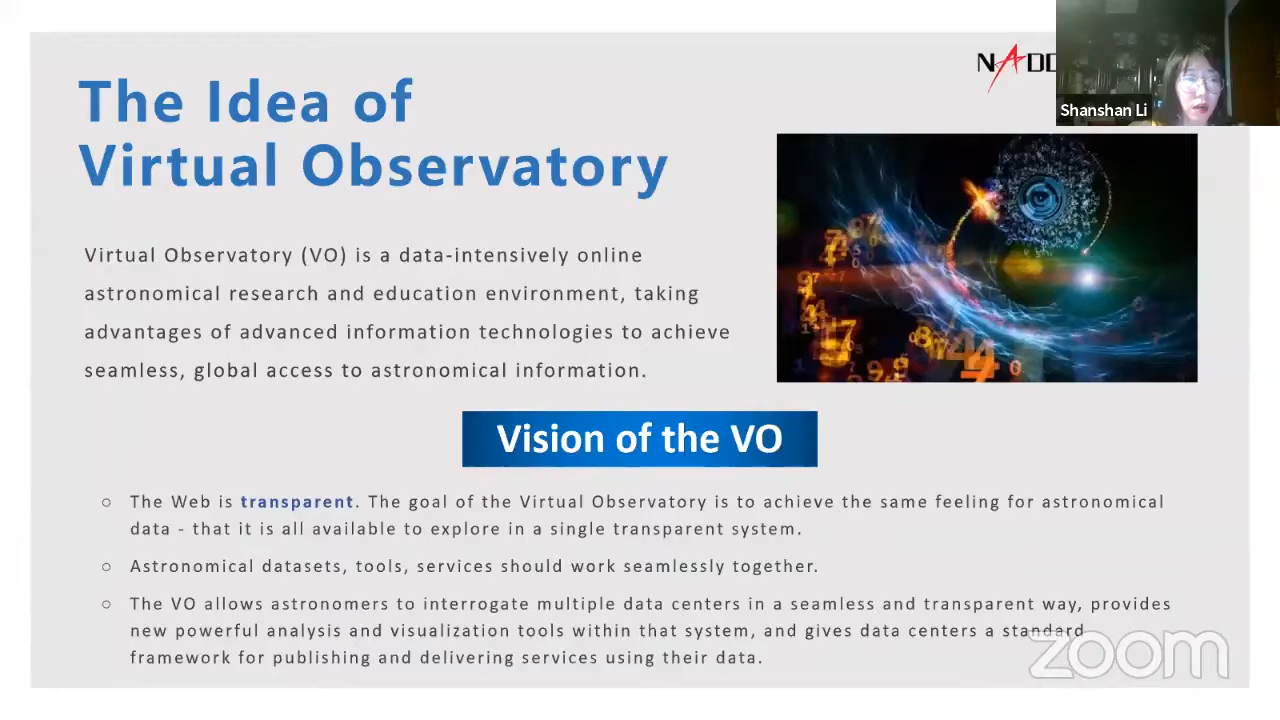 The Idea of
Virtual Observatory
Shanshan Li
Virtual Observatory (VO) is a data-intensively online
astronomical research and education environment, taking
advantages of advanced information technologies to achieve
seamless, global access to astronomical information.
Vision of the VO
The Web is transparent. The goal of the Virtual Observatory is to achieve the same feeling for astronomical
data - that it is all available to explore in a single transparent system.
Astronomical datasets, tools, services should work seamlessly together.
The VO allows astronomers to interrogate multiple data centers in a seamless and transparent way, provides
new powerful analysis and visualization tools within that system, and gives data centers a standard
framework for publishing and delivering services using their data.
zoom